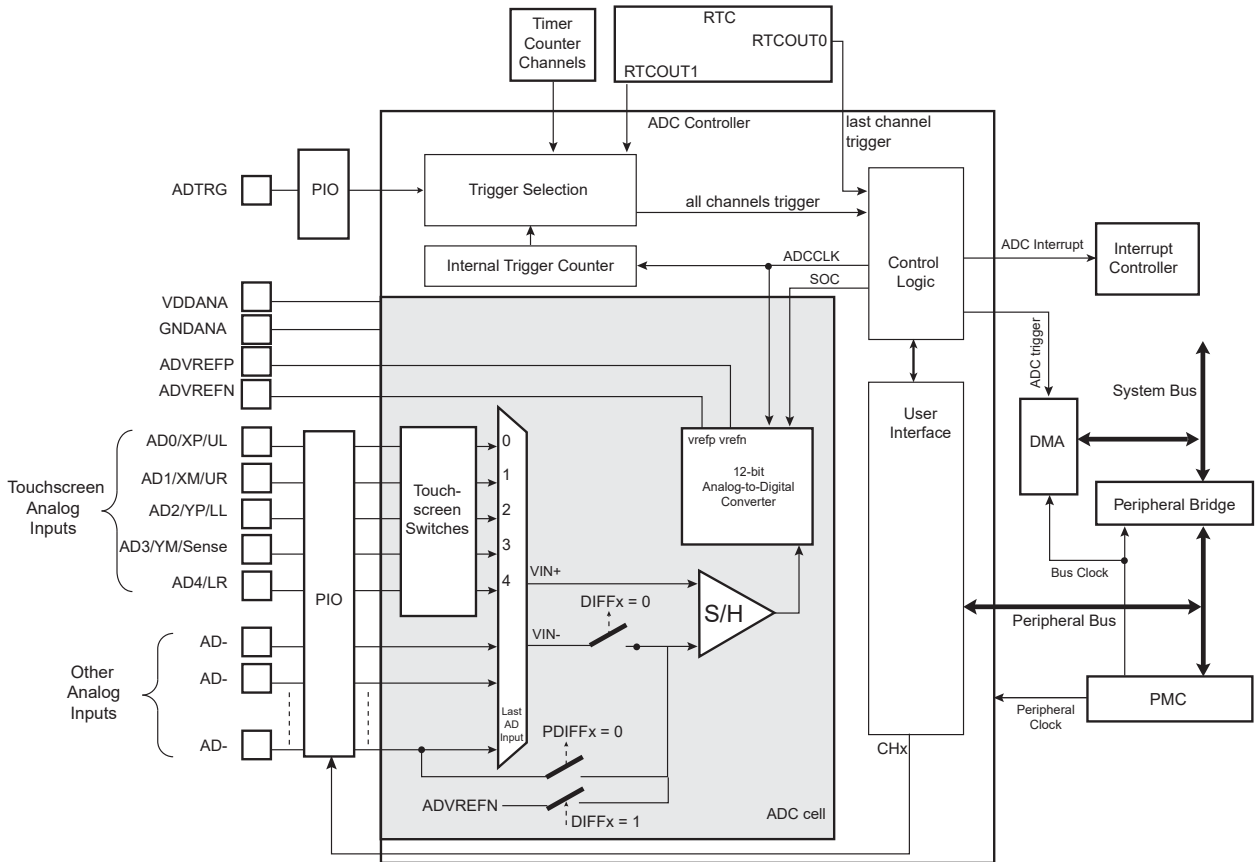 Timer
Counter
Channels
RTC
RTCOUT0
RTCOUT1
ADC Controller
last channel
trigger
ADTRG
PIO
Trigger Selection
all channels trigger
Internal Trigger Counter
ADCCLK
SOC
Control
Logic
ADC Interrupt
Interrupt
Controller
ADC trigger
VDDANA
GNDANA
ADVREFP
ADVREFN
System Bus
User
Interface
DMA
Peripheral Bridge
Bus Clock
Peripheral Bus
PMC
Peripheral
Clock
Touchscreen
Analog
Inputs
AD0/XP/UL
AD1/XM/UR
AD2/YP/LL
AD3/YM/Sense
AD4/LR
PIO
Touch-
screen
Switches
0
1
2
3
4
vrefp vrefn
12-bit
Analog-to-Digital
Converter
VIN+
DIFFx = 0
VIN-
S/H
Other
Analog
Inputs
AD-
AD-
AD-
Last
AD
Input
PDIFFx = 0
ADVREFN
DIFFx = 1
ADC cell
CHx